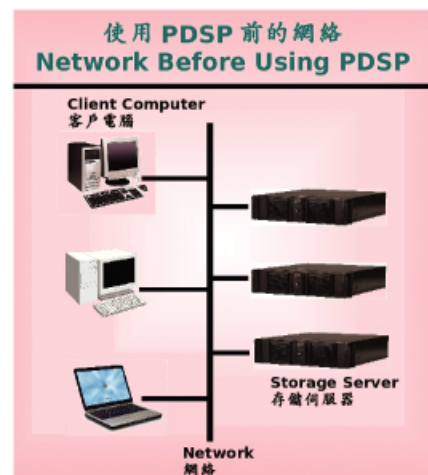 使用 PDSP 前的網絡
Network Before Using PDSP
Client Computer
客戶電腦
Storage Server
存儲伺服器
Network
網絡